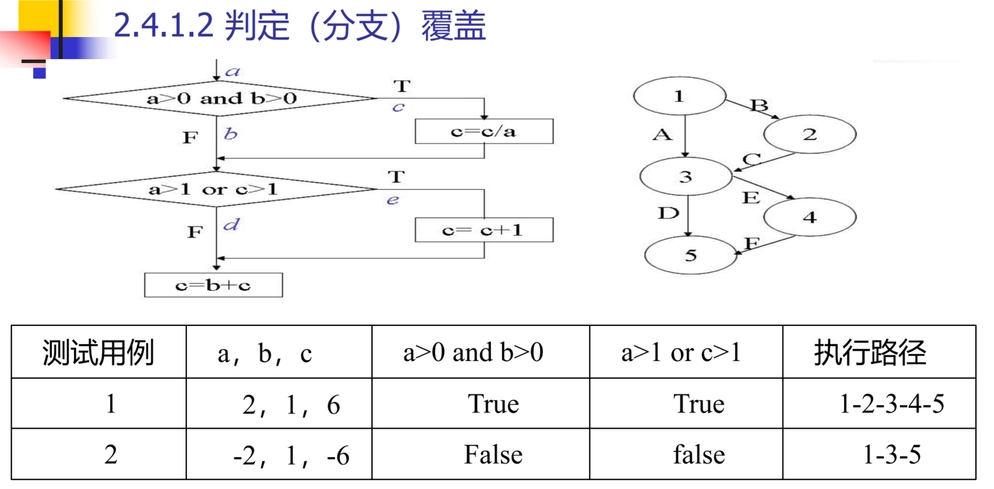 2.4.1.2 判定（分支）覆盖
a
a>0 and b>0
T
c
F
b
c=c/a
a>1 or c>1
T
e
F
d
c= c+1
c=b+c
1
B
A
2
C
3
E
D
4
F
5
测试用例 a，b，c a>0 and b>0 a>1 or c>1 执行路径
1 2，1，6 True True 1-2-3-4-5
2 -2，1，-6 False false 1-3-5